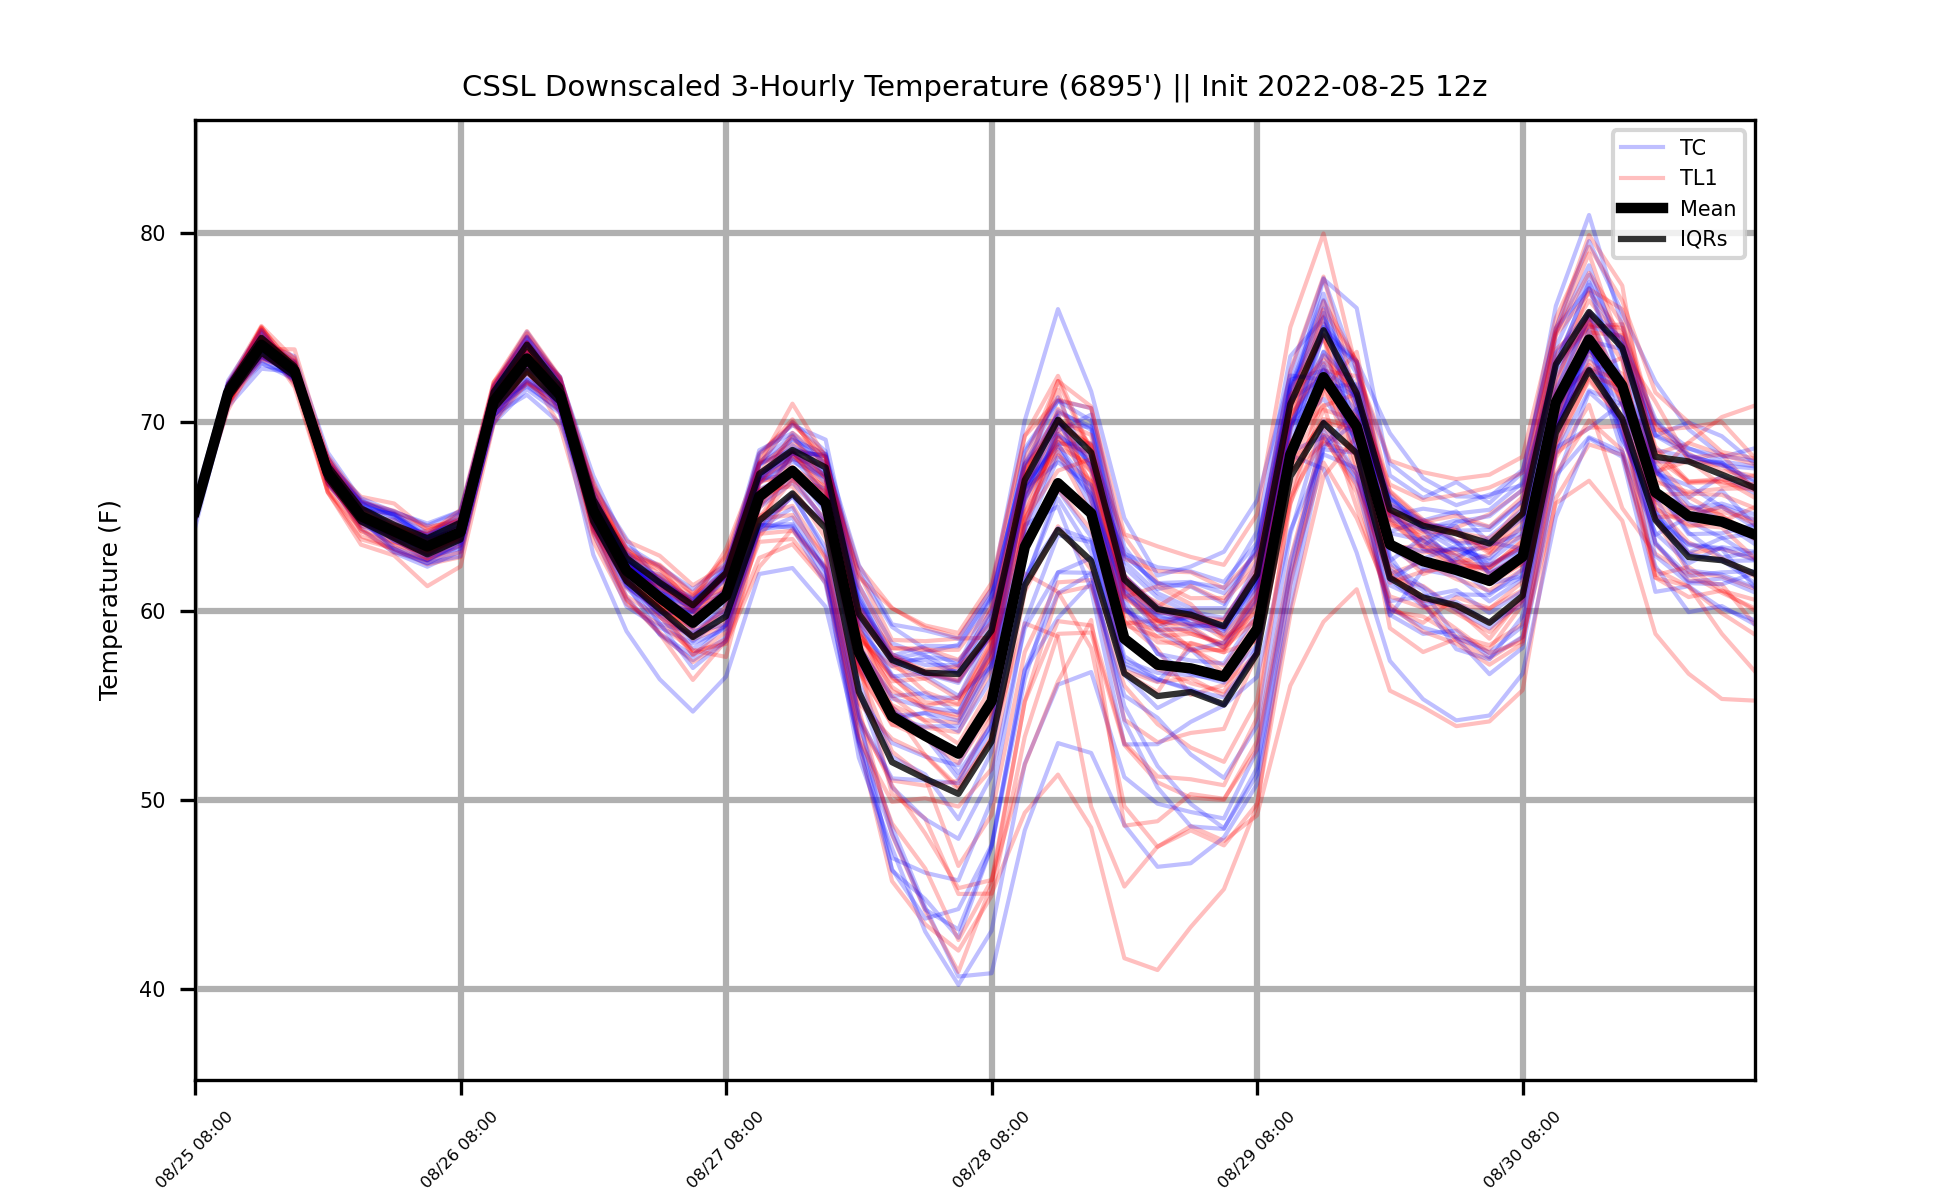 CSSL Downscaled 3-Hourly Temperature (6895') || Init 2022-08-25 12z
TC
TL1
Mean
IQRs
Temperature (F)
80
70
60
50
40
08/25 08:00
08/26 08:00
08/27 08:00
08/28 08:00
08/29 08:00
08/30 08:00